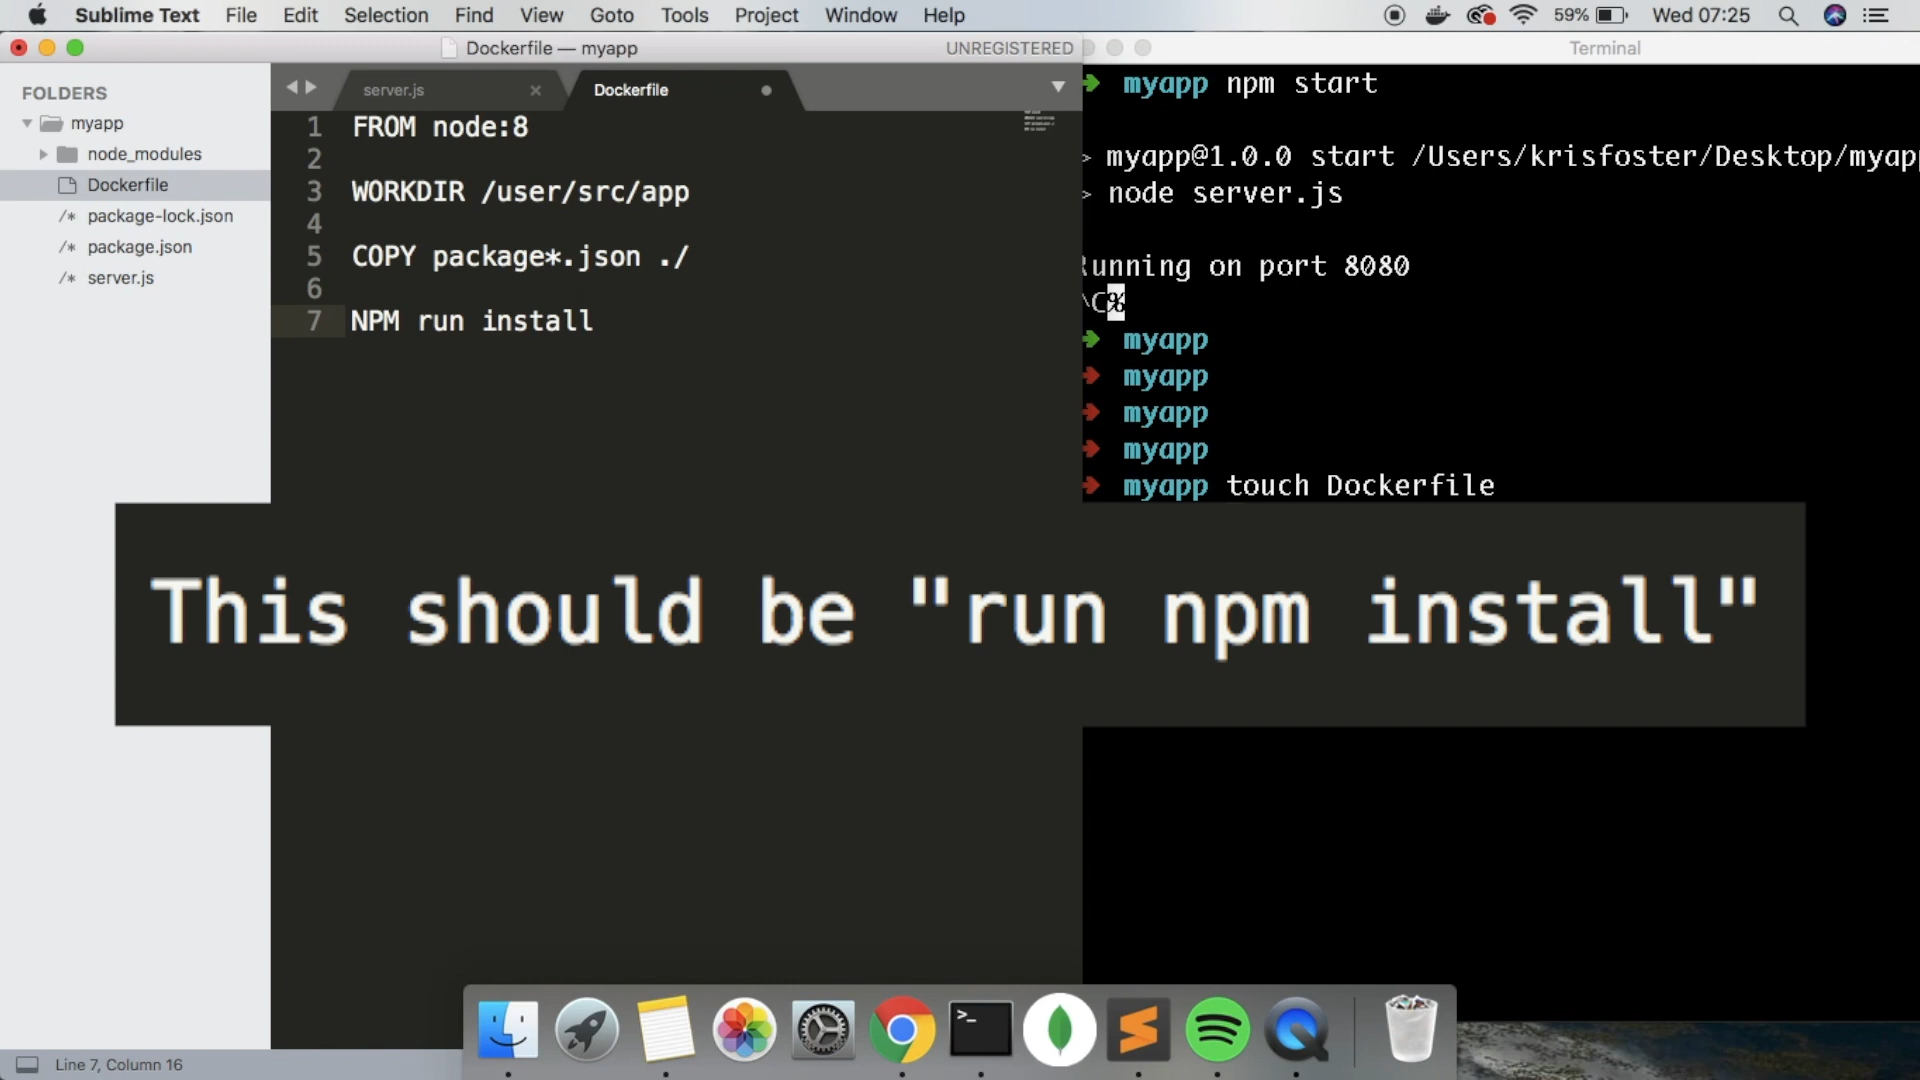 Sublime Text File Edit Selection Find View Goto Tools Project Window Help 59% Wed 07:25
Dockerfile — myapp UNREGISTERED
Terminal
FOLDERS
myapp
node_modules
Dockerfile
/* package-lock.json
/* package.json
/* server.js
server.js Dockerfile
1 FROM node:8
2
3 WORKDIR /user/src/app
4
5 COPY package*.json ./
6
7 NPM run install
myapp npm start
> myapp@1.0.0 start /Users/krisfoster/Desktop/myapp
> node server.js
Running on port 8080
^C%
myapp
myapp
myapp
myapp
myapp touch Dockerfile
This should be "run npm install"
Line 7, Column 16